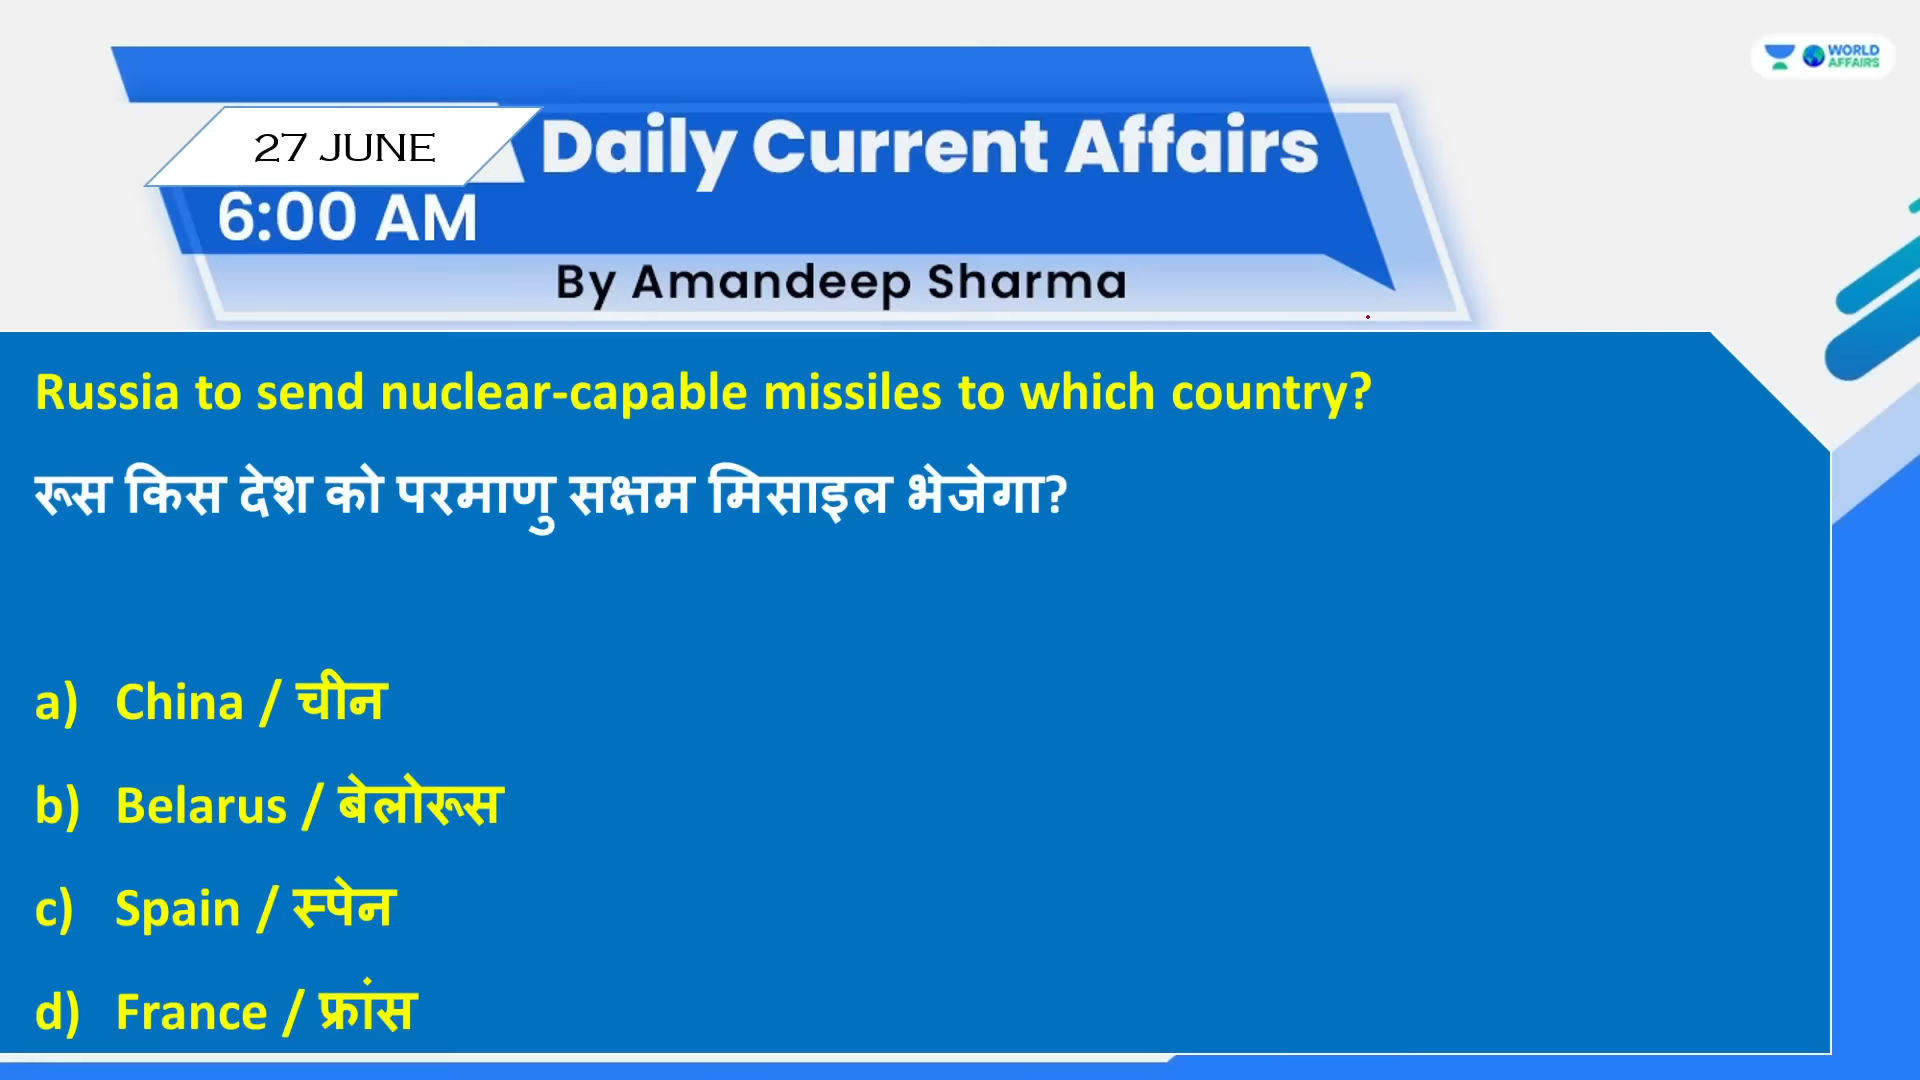 WORLD
AFFAIRS
27 JUNE
Daily Current Affairs
6:00 AM
By Amandeep Sharma
Russia to send nuclear-capable missiles to which country?
रूस किस देश को परमाणु सक्षम मिसाइल भेजेगा?
a) China / चीन
b) Belarus / बेलोरूस
c) Spain / स्पेन
d) France / फ्रांस